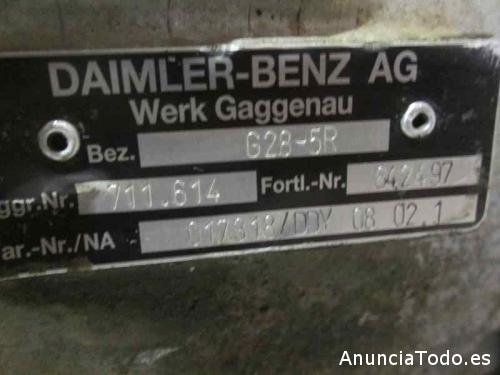 DAIMLER-BENZ AG
Werk Gaggenau
Bez. G28-5R
ggr.Nr. 711.614 Fortl.-Nr. 642497
ar.-Nr./NA 017318/DDY 08 02.1
AnunciaTodo.es